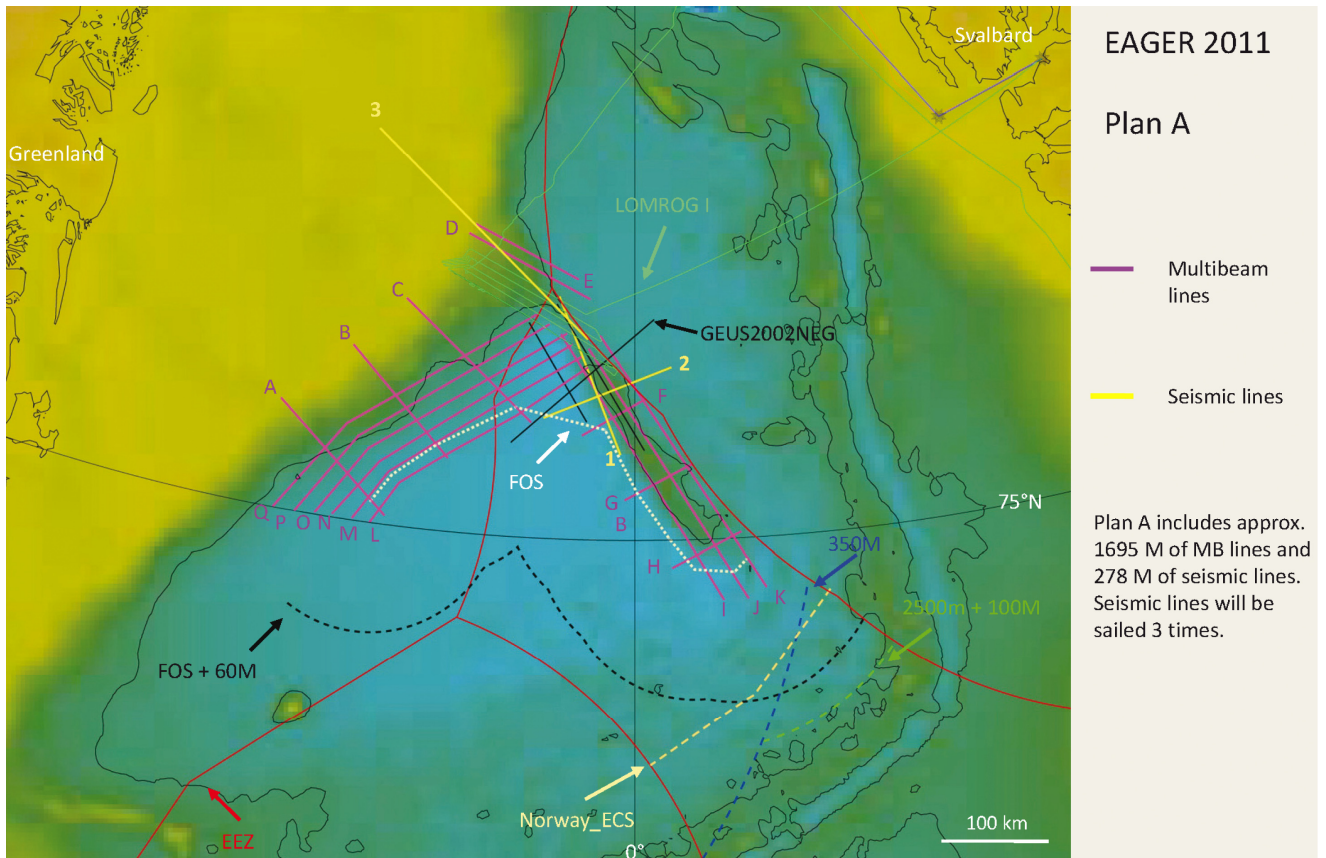 Svalbard
EAGER 2011
Plan A
3
Greenland
LOMROG I
D
E
C
Multibeam
lines
B
GEUS2002NEG
2
A
F
Seismic lines
1
FOS
G
75°N
Q
P
O
N
M
L
B
H
350M
I
J
K
2500m + 100M
Plan A includes approx.
1695 M of MB lines and
278 M of seismic lines.
Seismic lines will be
sailed 3 times.
FOS + 60M
Norway_ECS
EEZ
100 km
0°